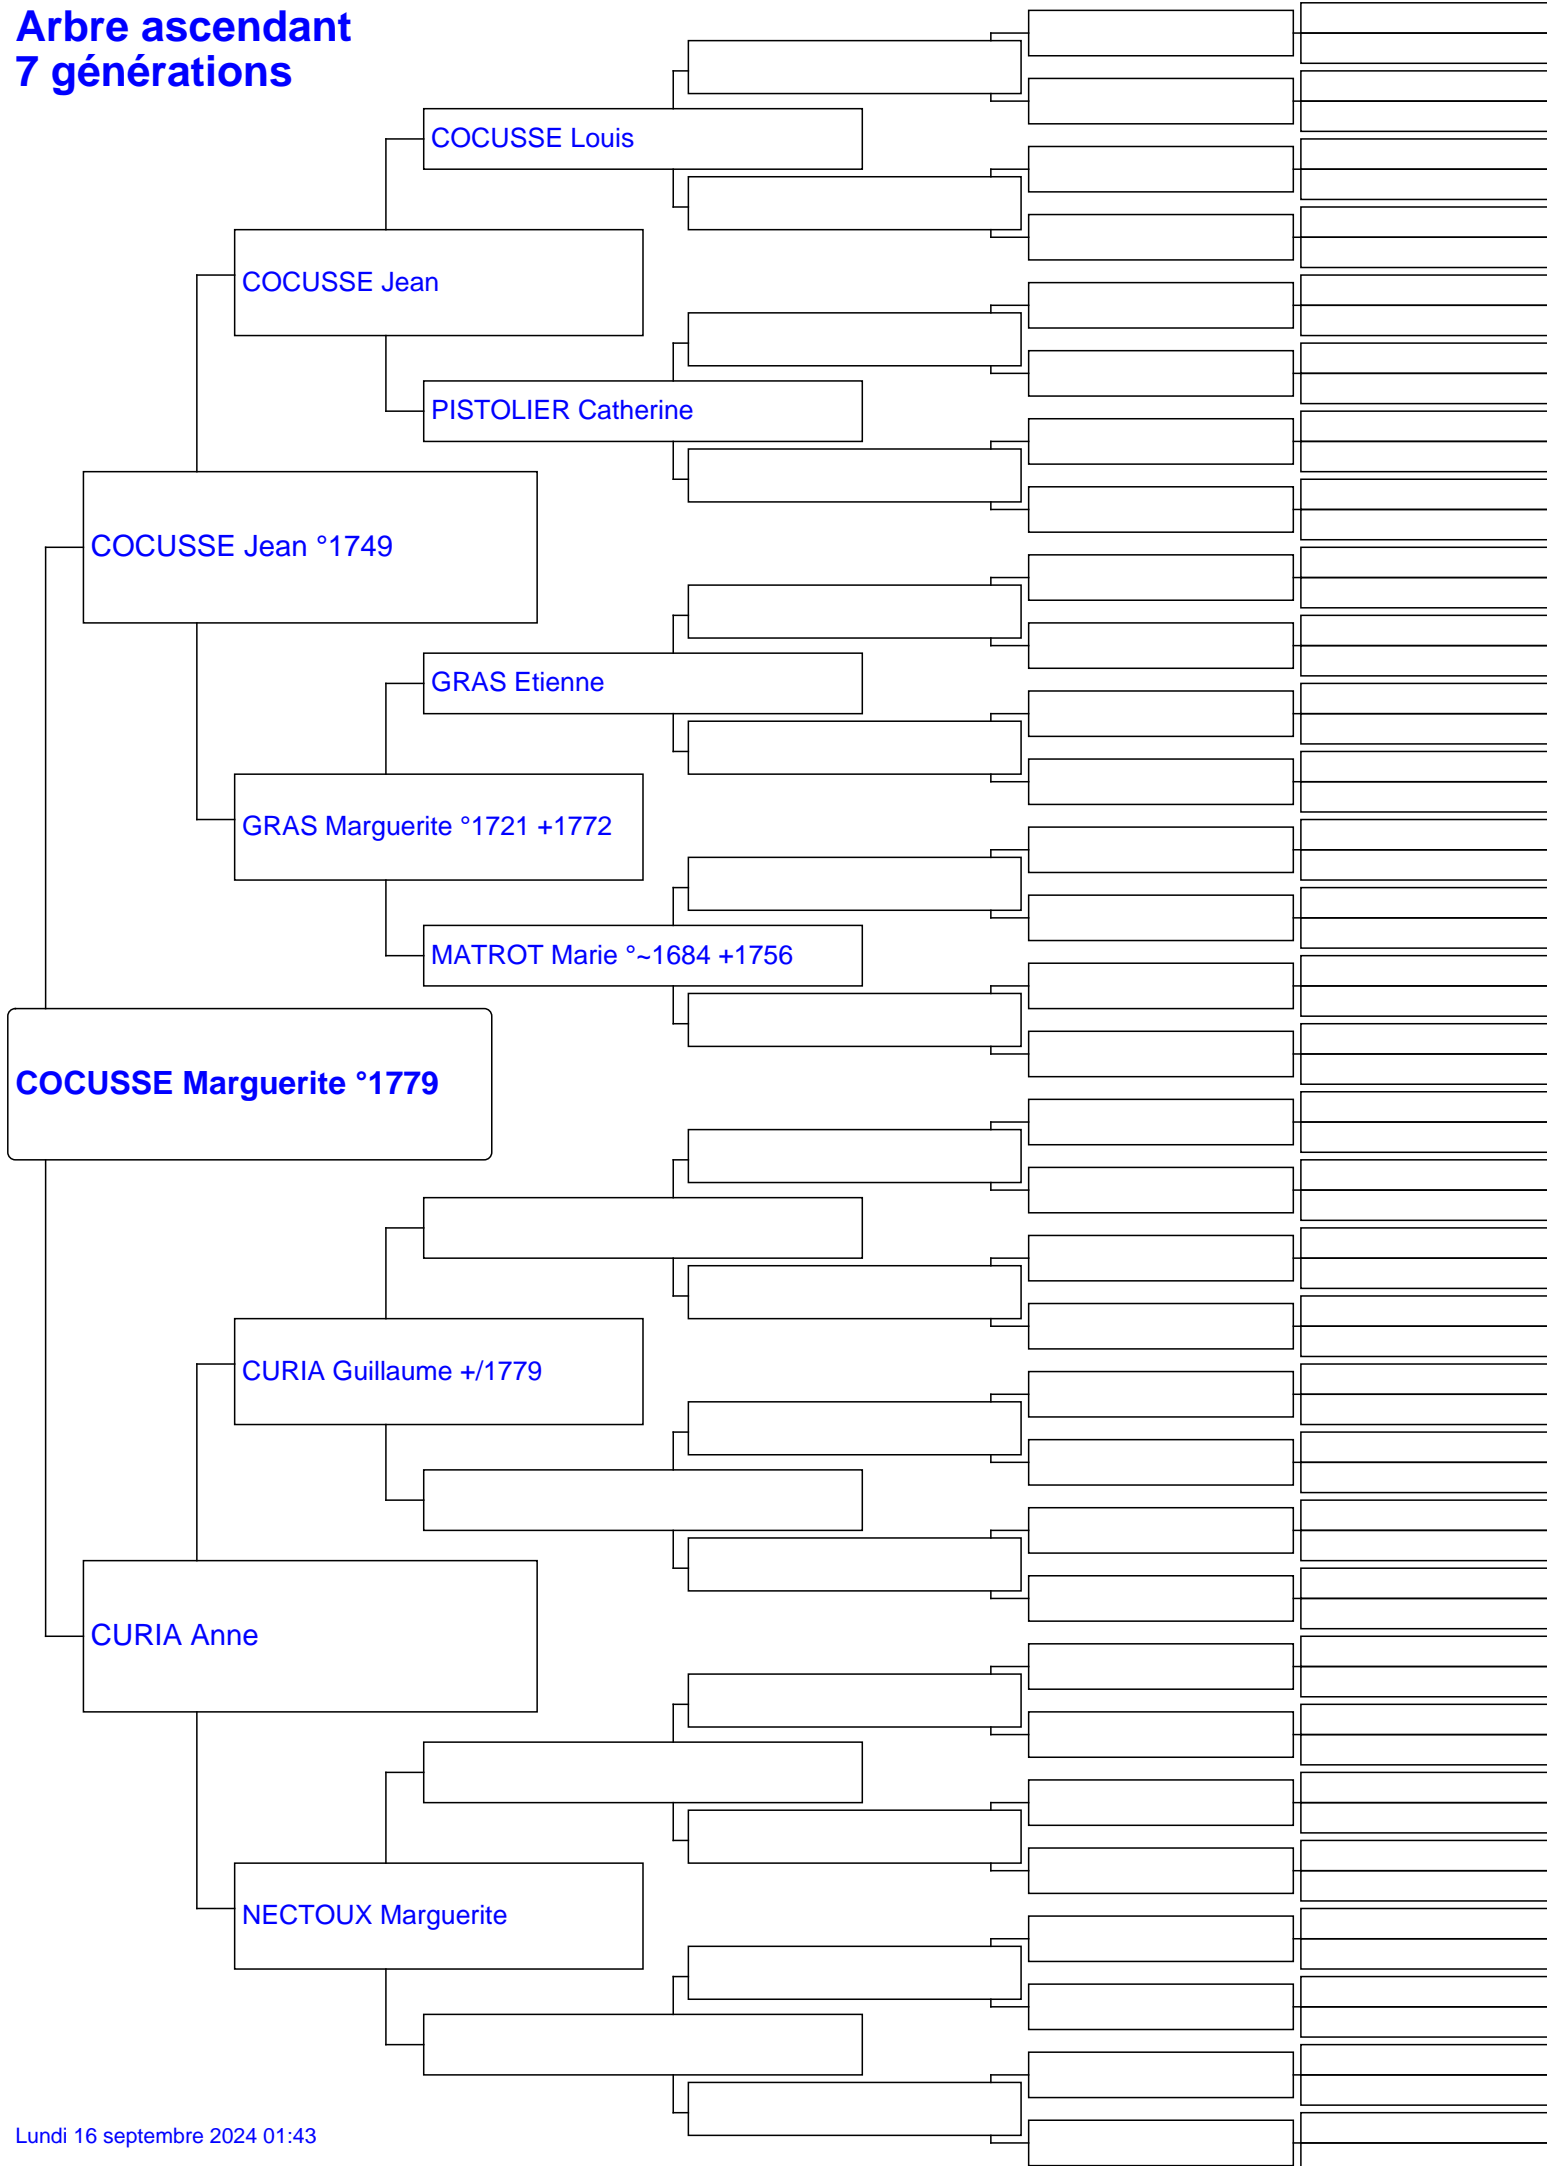 Arbre ascendant
7 générations
COCUSSE Louis
COCUSSE Jean
PISTOLIER Catherine
COCUSSE Jean °1749
GRAS Etienne
GRAS Marguerite °1721 +1772
MATROT Marie °~1684 +1756
COCUSSE Marguerite °1779
CURIA Guillaume +/1779
CURIA Anne
NECTOUX Marguerite
Lundi 16 septembre 2024 01:43